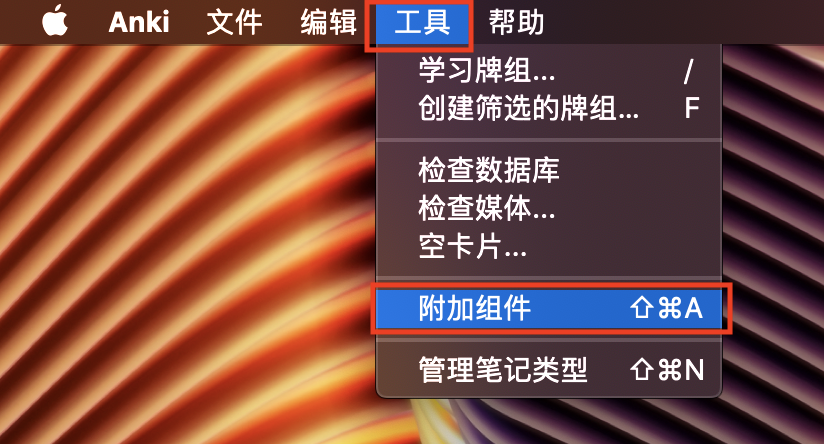 Anki 文件 编辑 工具 帮助
学习牌组... /
创建筛选的牌组... F
检查数据库
检查媒体...
空卡片...
附加组件 ⇧⌘A
管理笔记类型 ⇧⌘N